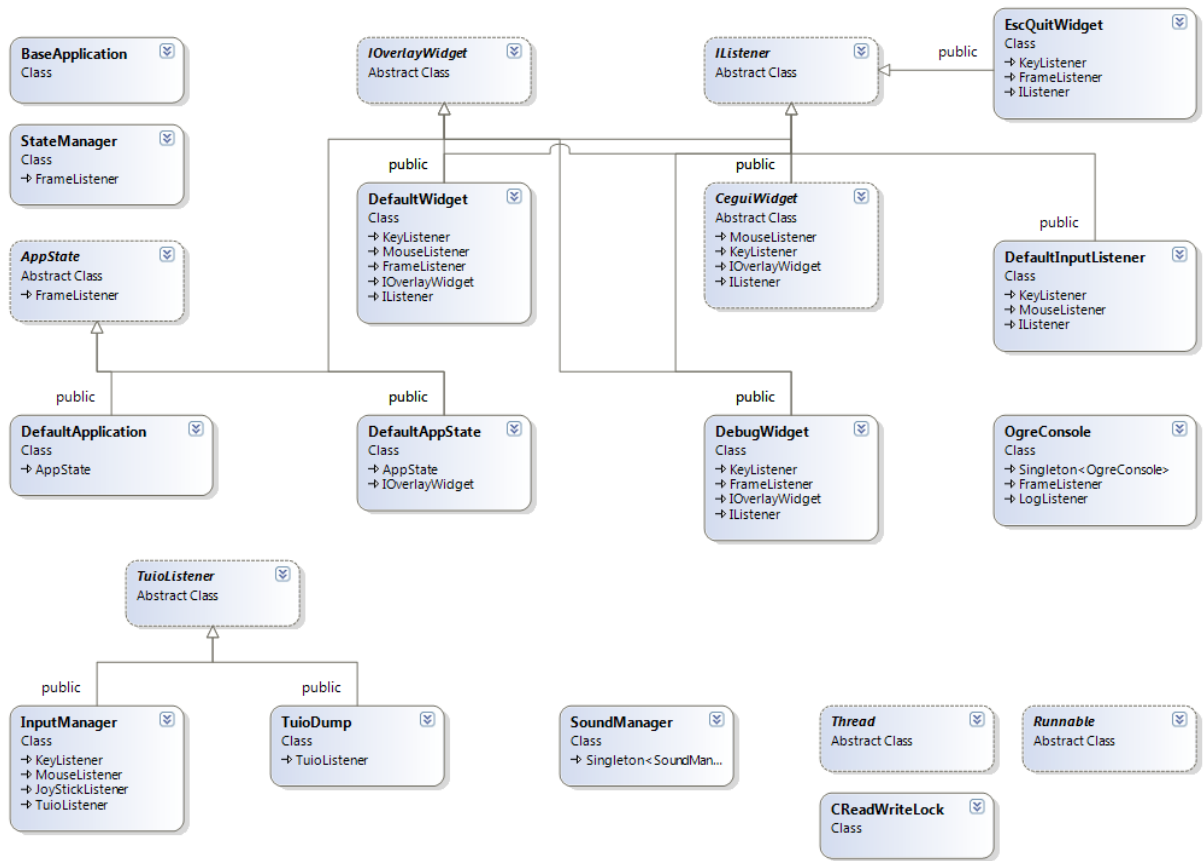 BaseApplication
Class
IOverlayWidget
Abstract Class
IListener
Abstract Class
public
EscQuitWidget
Class
KeyListener
FrameListener
IListener
StateManager
Class
FrameListener
public
DefaultWidget
Class
KeyListener
MouseListener
FrameListener
IOverlayWidget
IListener
public
CeguiWidget
Abstract Class
MouseListener
KeyListener
IOverlayWidget
IListener
public
DefaultInputListener
Class
KeyListener
MouseListener
IListener
AppState
Abstract Class
FrameListener
public
DefaultApplication
Class
AppState
public
DefaultAppState
Class
AppState
IOverlayWidget
public
DebugWidget
Class
KeyListener
FrameListener
IOverlayWidget
IListener
OgreConsole
Class
Singleton<OgreConsole>
FrameListener
LogListener
TuioListener
Abstract Class
public
InputManager
Class
KeyListener
MouseListener
JoyStickListener
TuioListener
public
TuioDump
Class
TuioListener
SoundManager
Class
Singleton<SoundMan...
Thread
Abstract Class
Runnable
Abstract Class
CReadWriteLock
Class